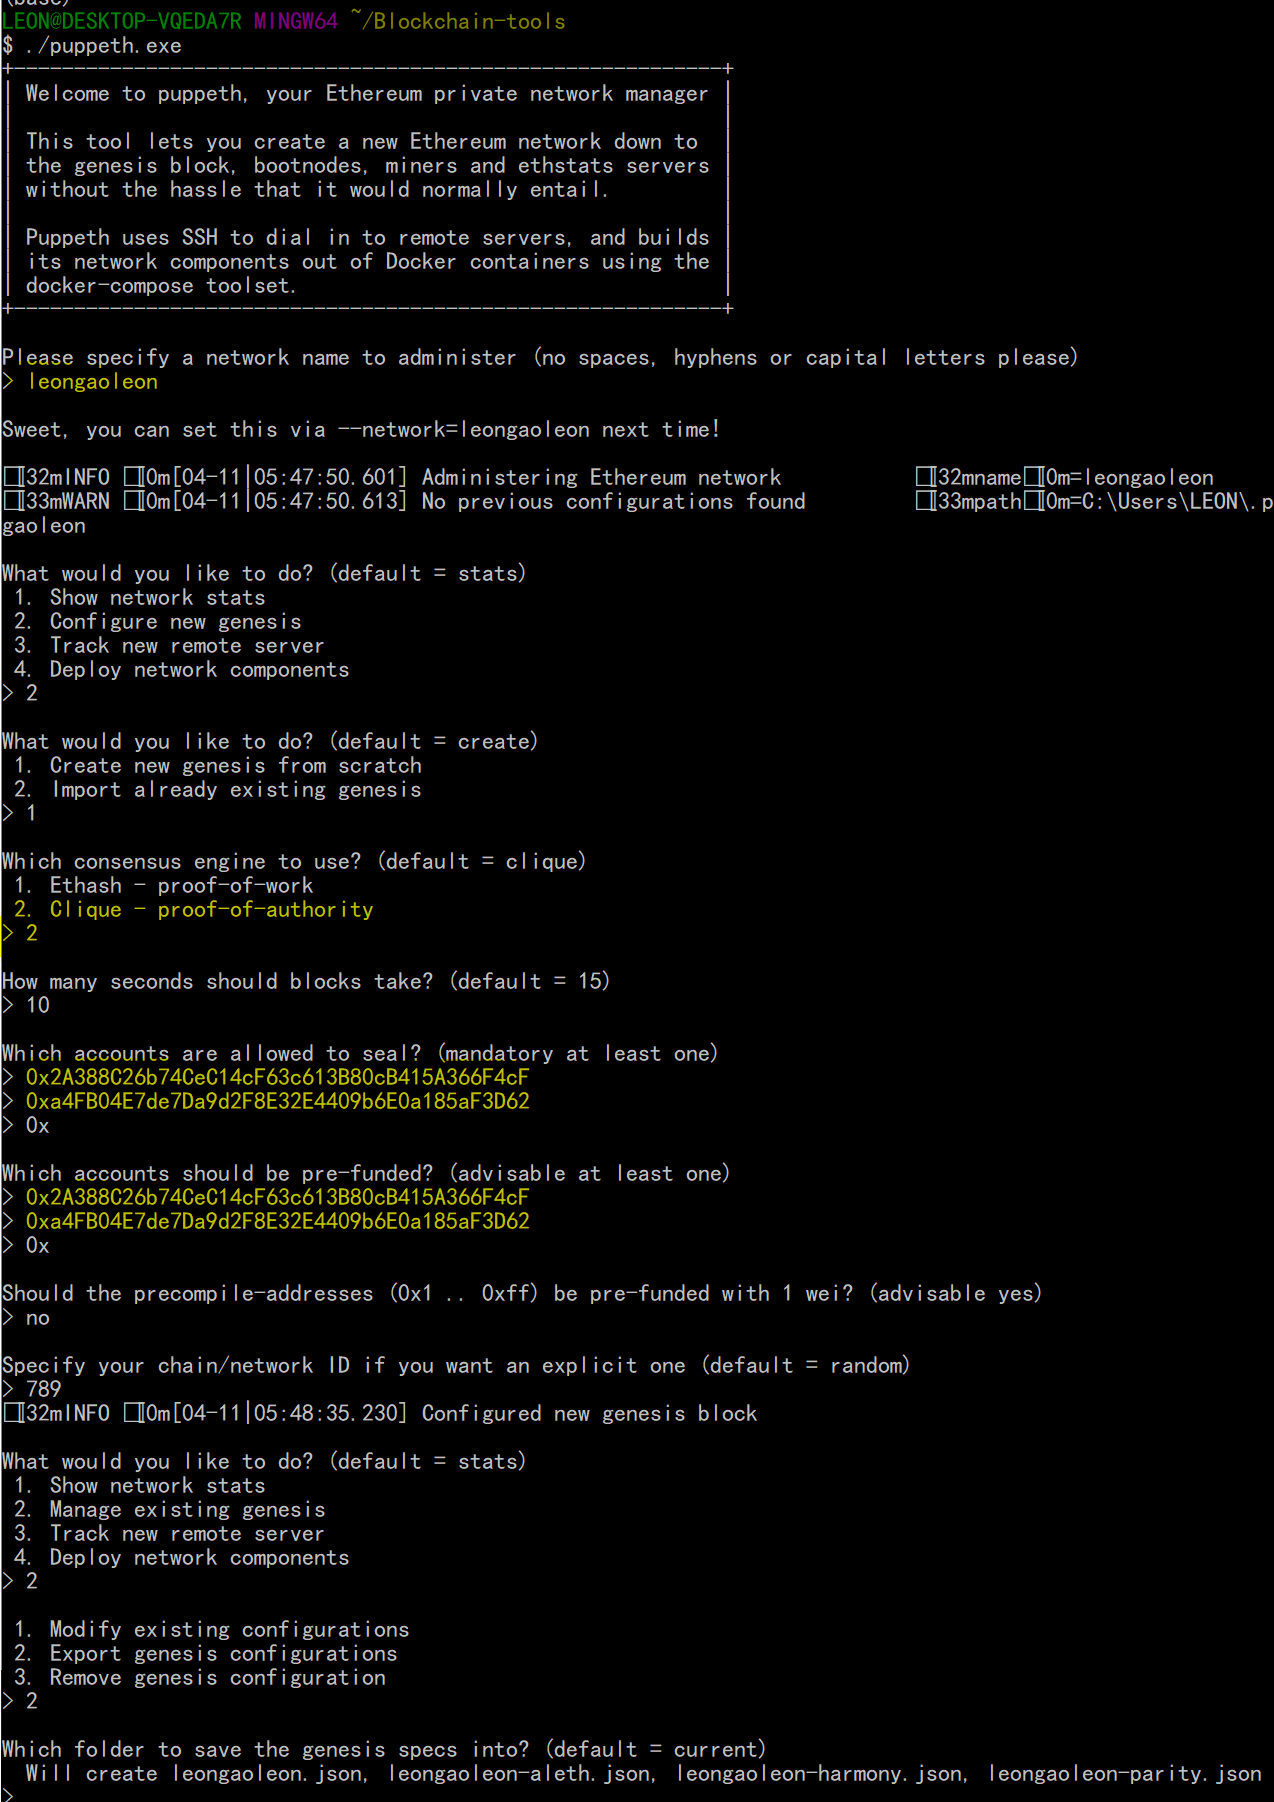 (base)
LEON@DESKTOP-VQEDA7R MINGW64 ~/Blockchain-tools
$ ./puppeth.exe
+-----------------------------------------------------------+
| Welcome to puppeth, your Ethereum private network manager |
|                                                           |
| This tool lets you create a new Ethereum network down to  |
| the genesis block, bootnodes, miners and ethstats servers |
| without the hassle that it would normally entail.         |
|                                                           |
| Puppeth uses SSH to dial in to remote servers, and builds |
| its network components out of Docker containers using the |
| docker-compose toolset.                                   |
+-----------------------------------------------------------+
Please specify a network name to administer (no spaces, hyphens or capital letters please)
> leongaoleon
Sweet, you can set this via --network=leongaoleon next time!
[32mINFO [0m[04-11|05:47:50.601] Administering Ethereum network [32mname[0m=leongaoleon
[33mWARN [0m[04-11|05:47:50.613] No previous configurations found [33mpath[0m=C:\Users\LEON\.p
gaoleon
What would you like to do? (default = stats)
1. Show network stats
2. Configure new genesis
3. Track new remote server
4. Deploy network components
> 2
What would you like to do? (default = create)
1. Create new genesis from scratch
2. Import already existing genesis
> 1
Which consensus engine to use? (default = clique)
1. Ethash - proof-of-work
2. Clique - proof-of-authority
> 2
How many seconds should blocks take? (default = 15)
> 10
Which accounts are allowed to seal? (mandatory at least one)
> 0x2A388C26b74CeC14cF63c613B80cB415A366F4cF
> 0xa4FB04E7de7Da9d2F8E32E4409b6E0a185aF3D62
> 0x
Which accounts should be pre-funded? (advisable at least one)
> 0x2A388C26b74CeC14cF63c613B80cB415A366F4cF
> 0xa4FB04E7de7Da9d2F8E32E4409b6E0a185aF3D62
> 0x
Should the precompile-addresses (0x1 .. 0xff) be pre-funded with 1 wei? (advisable yes)
> no
Specify your chain/network ID if you want an explicit one (default = random)
> 789
[32mINFO [0m[04-11|05:48:35.230] Configured new genesis block
What would you like to do? (default = stats)
1. Show network stats
2. Manage existing genesis
3. Track new remote server
4. Deploy network components
> 2
1. Modify existing configurations
2. Export genesis configurations
3. Remove genesis configuration
> 2
Which folder to save the genesis specs into? (default = current)
Will create leongaoleon.json, leongaoleon-aleth.json, leongaoleon-harmony.json, leongaoleon-parity.json
>